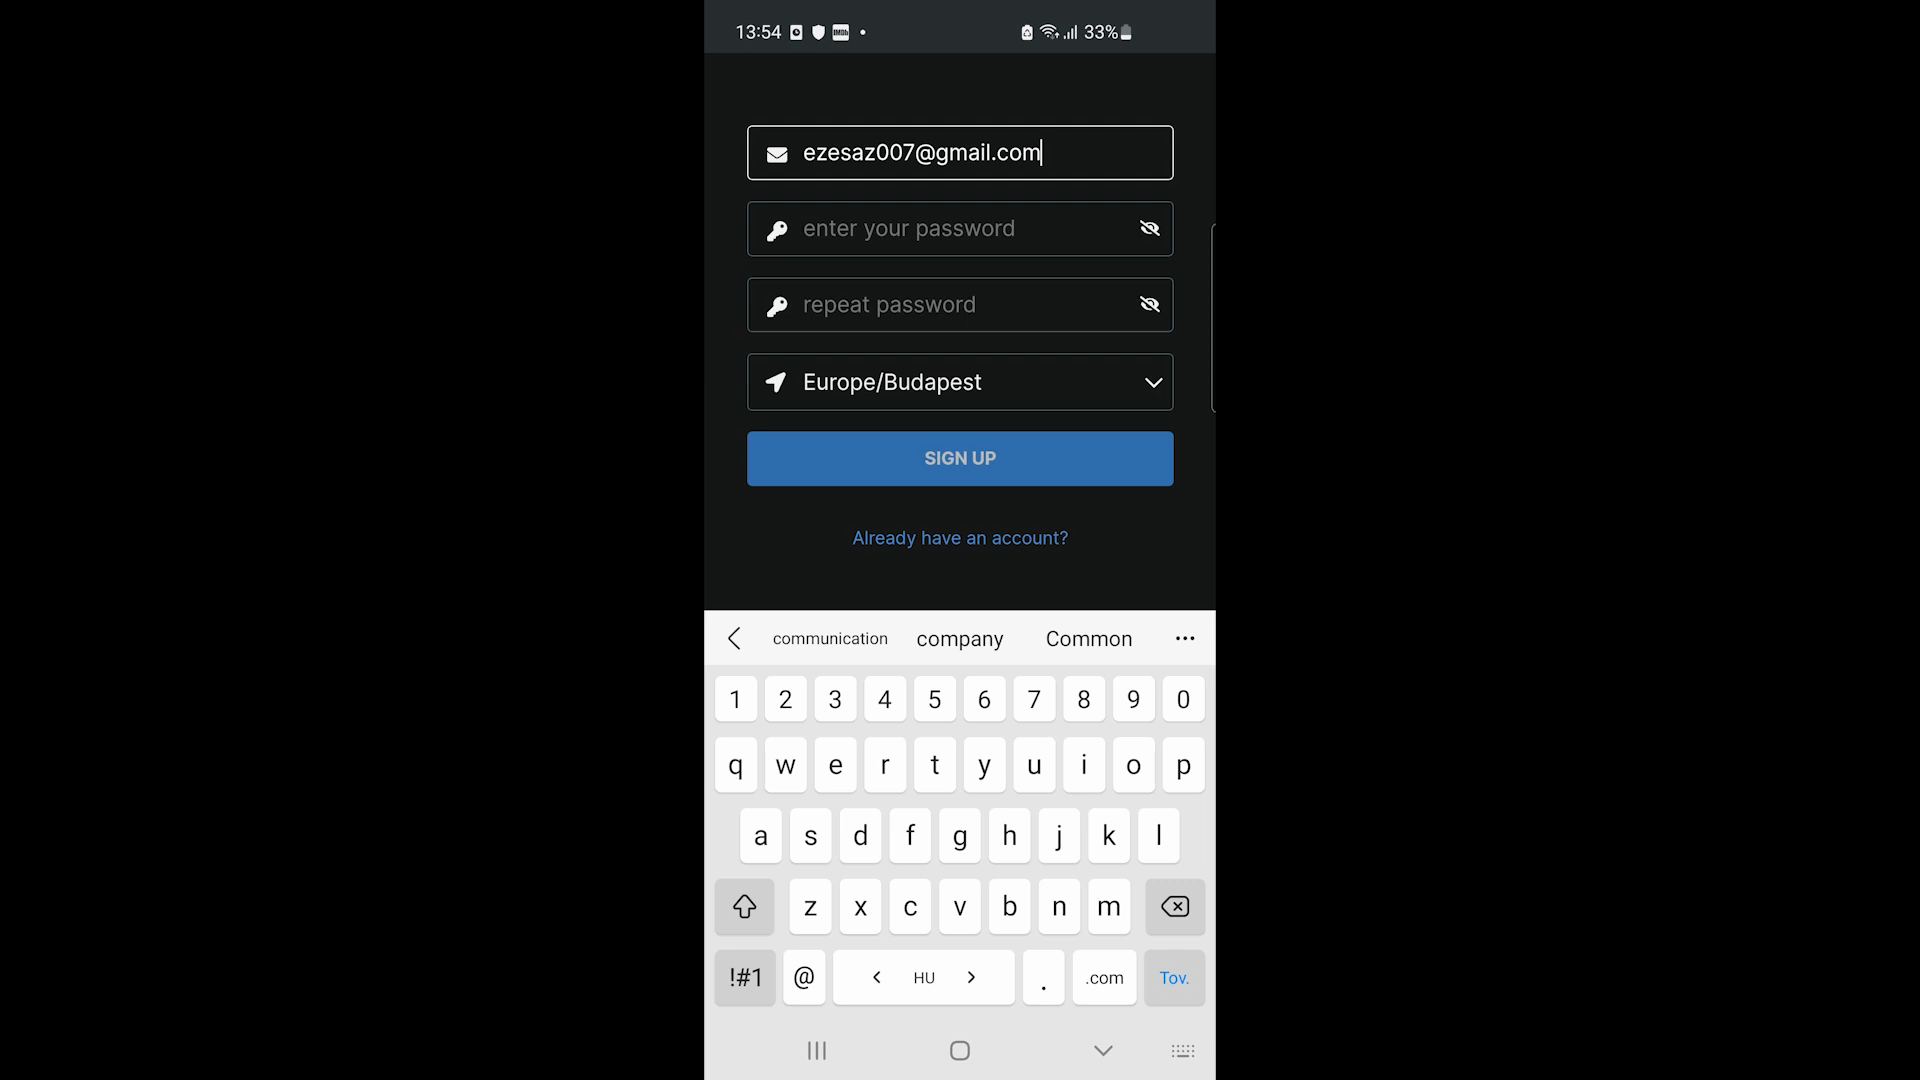 13:54 IMDb 33%
ezesaz007@gmail.com
enter your password
repeat password
Europe/Budapest
SIGN UP
Already have an account?
communication company Common
1 2 3 4 5 6 7 8 9 0
q w e r t y u i o p
a s d f g h j k l
z x c v b n m
!#1 @ < HU > . .com Tov.